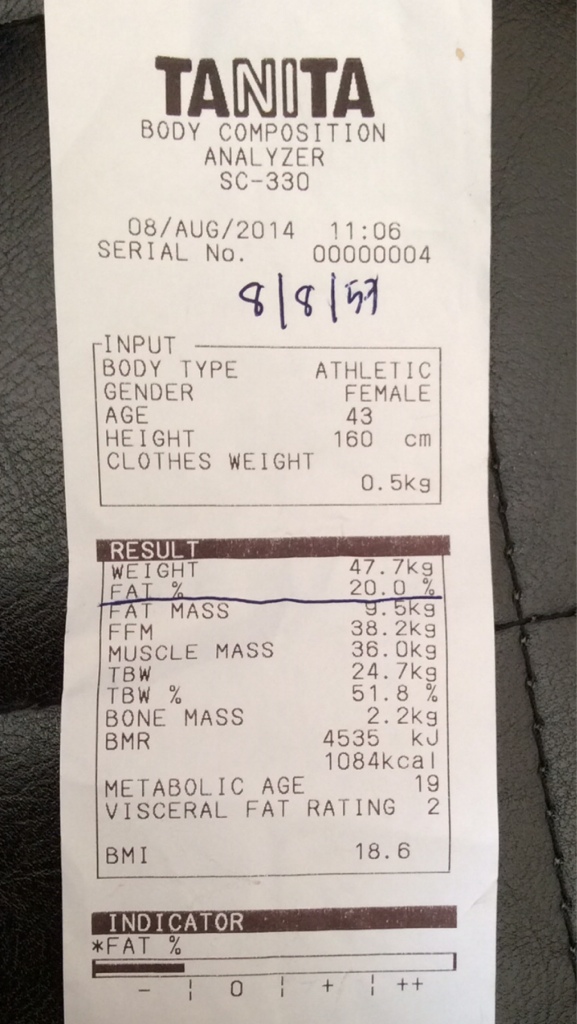 TANITA
BODY COMPOSITION
ANALYZER
SC-330
08/AUG/2014 11:06
SERIAL No. 00000004
8/8/57
INPUT
BODY TYPE ATHLETIC
GENDER FEMALE
AGE 43
HEIGHT 160 cm
CLOTHES WEIGHT
0.5kg
RESULT
WEIGHT 47.7kg
FAT % 20.0 %
FAT MASS 9.5kg
FFM 38.2kg
MUSCLE MASS 36.0kg
TBW 24.7kg
TBW % 51.8 %
BONE MASS 2.2kg
BMR 4535 kJ
1084kcal
METABOLIC AGE 19
VISCERAL FAT RATING 2
BMI 18.6
INDICATOR
*FAT %
- ¦ 0 ¦ + ¦ ++